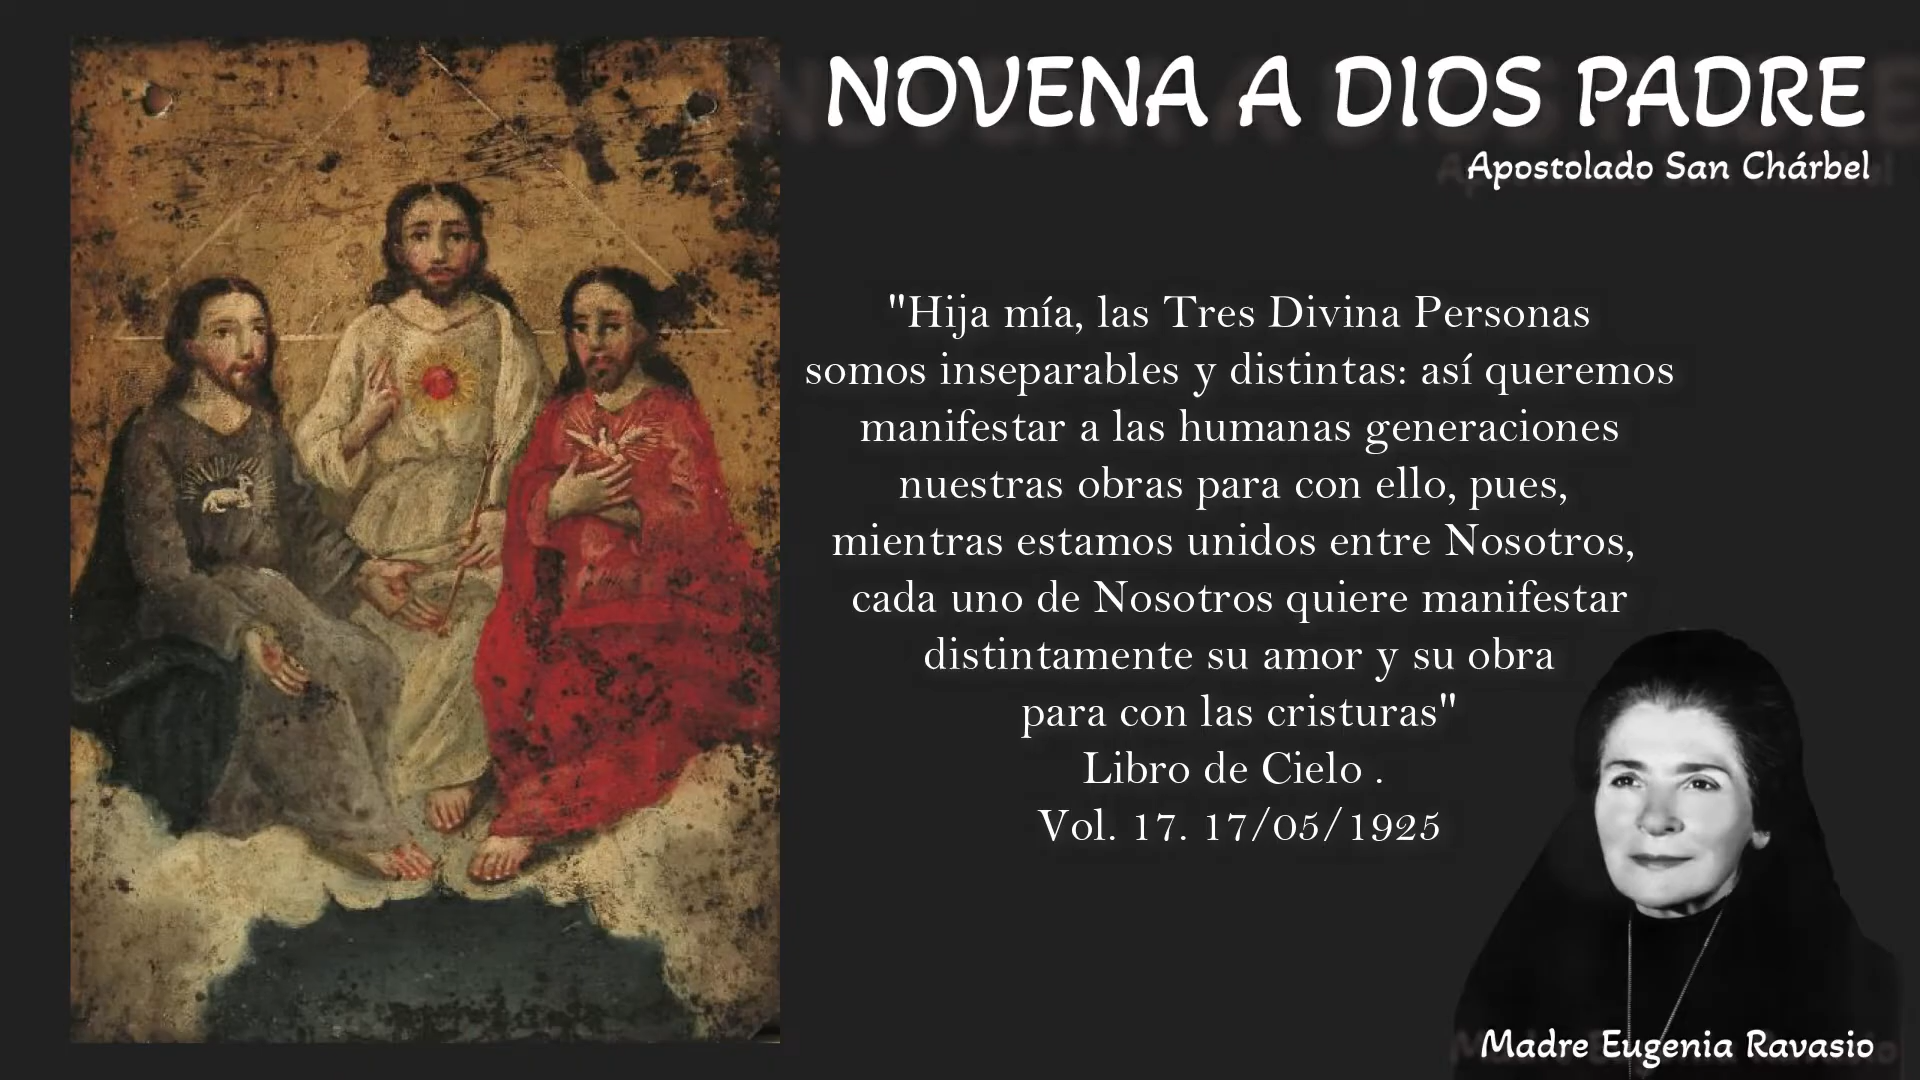 NOVENA A DIOS PADRE
Apostolado San Chárbel
"Hija mía, las Tres Divina Personas
somos inseparables y distintas: así queremos
manifestar a las humanas generaciones
nuestras obras para con ello, pues,
mientras estamos unidos entre Nosotros,
cada uno de Nosotros quiere manifestar
distintamente su amor y su obra
para con las cristuras"
Libro de Cielo .
Vol. 17. 17/05/1925
Madre Eugenia Ravasio